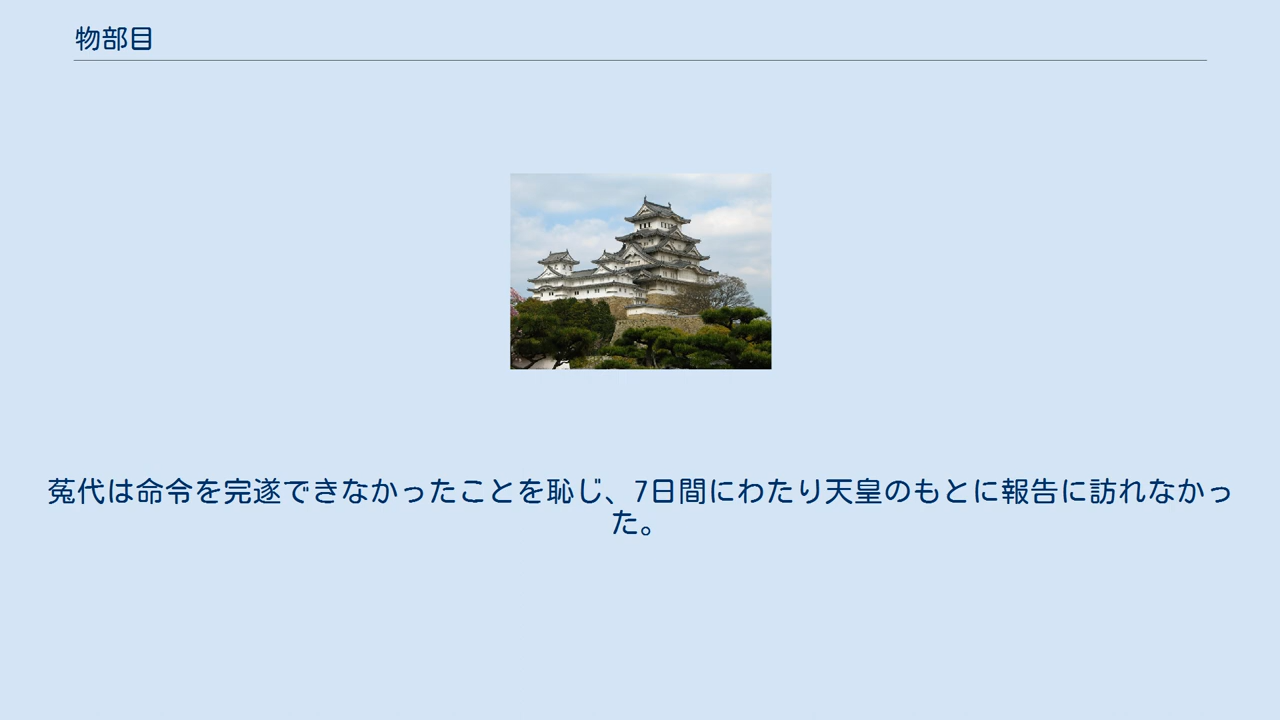 物部目
菟代は命令を完遂できなかったことを恥じ、7日間にわたり天皇のもとに報告に訪れなかっ
た。